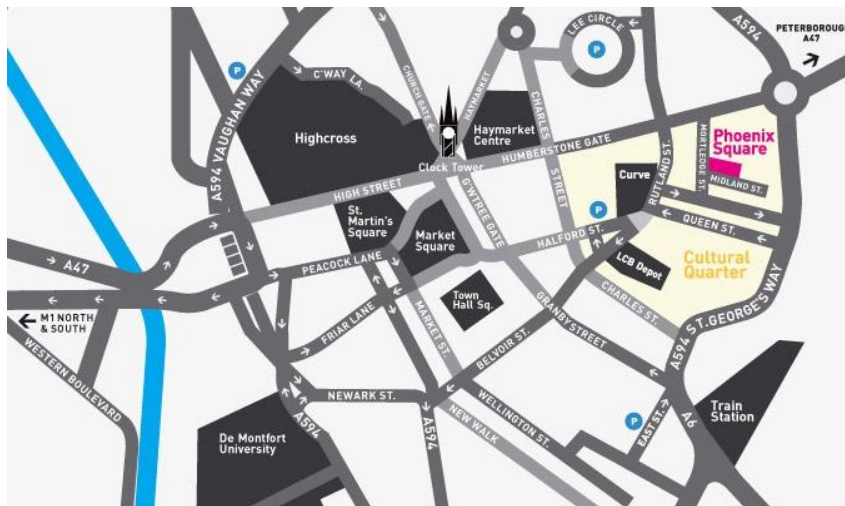 LEE CIRCLE
A594
PETERBOROUGH
A47
P
P
C'WAY LA.
CHURCH GATE
HAYMARKET
CHARLES
STREET
A594 VAUGHAN WAY
Highcross
Haymarket
Centre
Clock Tower
HUMBERSTONE GATE
MORTLEDGE ST.
Phoenix
Square
MIDLAND ST.
HIGH STREET
G'WTREE GATE
Curve
RUTLAND ST.
St.
Martin's
Square
Market
Square
P
HALFORD ST.
QUEEN ST.
A47
PEACOCK LANE
LCB Depot
Cultural
Quarter
Town
Hall Sq.
M1 NORTH
& SOUTH
FRIAR LANE
MARKET ST.
GRANBY STREET
CHARLES ST.
A594 ST.GEORGE'S WAY
WESTERN BOULEVARD
BELVOIR ST.
NEWARK ST.
WELLINGTON ST.
NEW WALK
A594
A594
De Montfort
University
P
EAST ST.
A6
Train
Station